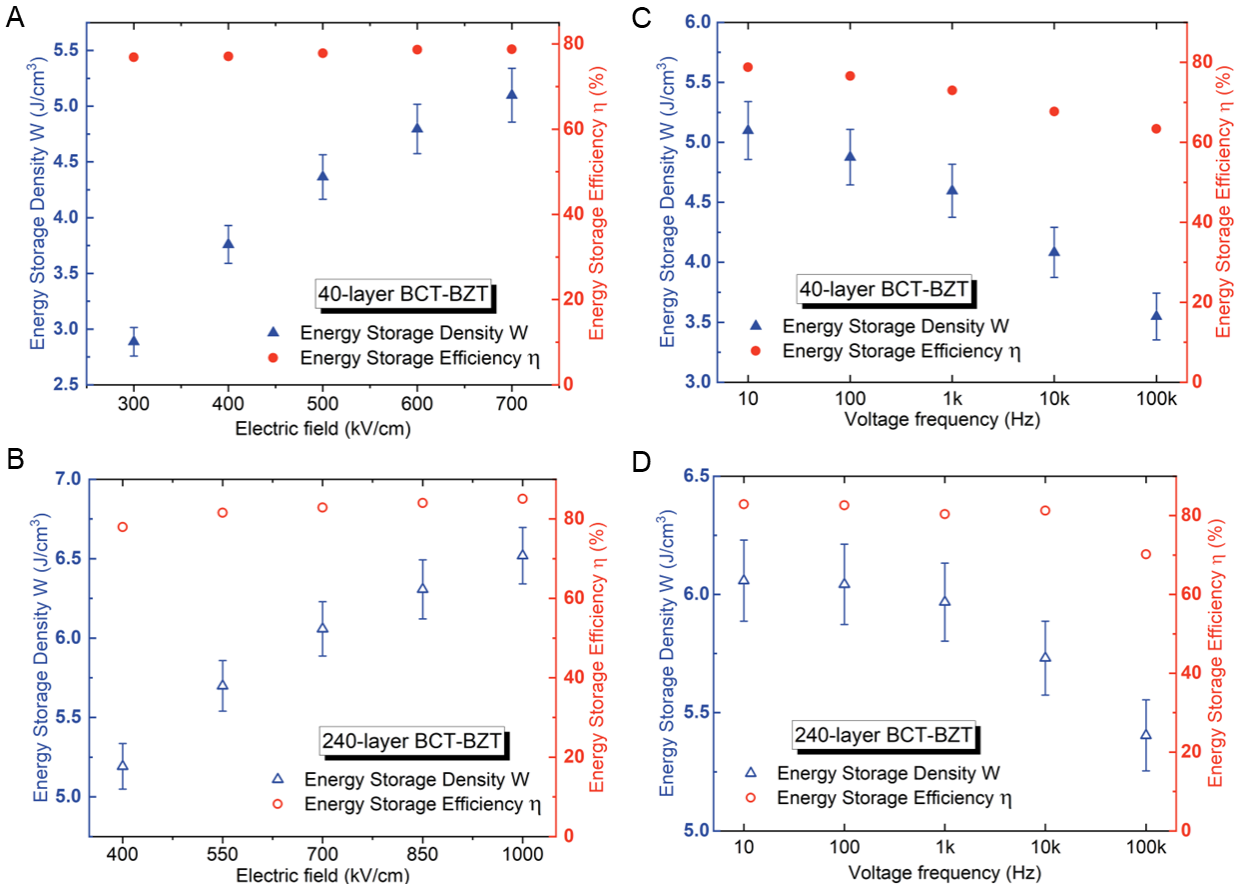 A
Energy Storage Density W (J/cm³)
5.5
5.0
4.5
4.0
3.5
3.0
2.5
80
60
40
20
0
Energy Storage Efficiency η (%)
40-layer BCT-BZT
Energy Storage Density W
Energy Storage Efficiency η
300 400 500 600 700
Electric field (kV/cm)
C
Energy Storage Density W (J/cm³)
6.0
5.5
5.0
4.5
4.0
3.5
3.0
80
60
40
20
0
Energy Storage Efficiency η (%)
40-layer BCT-BZT
Energy Storage Density W
Energy Storage Efficiency η
10 100 1k 10k 100k
Voltage frequency (Hz)
B
Energy Storage Density W (J/cm³)
7.0
6.5
6.0
5.5
5.0
80
60
40
20
0
Energy Storage Efficiency η (%)
240-layer BCT-BZT
Energy Storage Density W
Energy Storage Efficiency η
400 550 700 850 1000
Electric field (kV/cm)
D
Energy Storage Density W (J/cm³)
6.5
6.0
5.5
5.0
80
60
40
20
0
Energy Storage Efficiency η (%)
240-layer BCT-BZT
Energy Storage Density W
Energy Storage Efficiency η
10 100 1k 10k 100k
Voltage frequency (Hz)